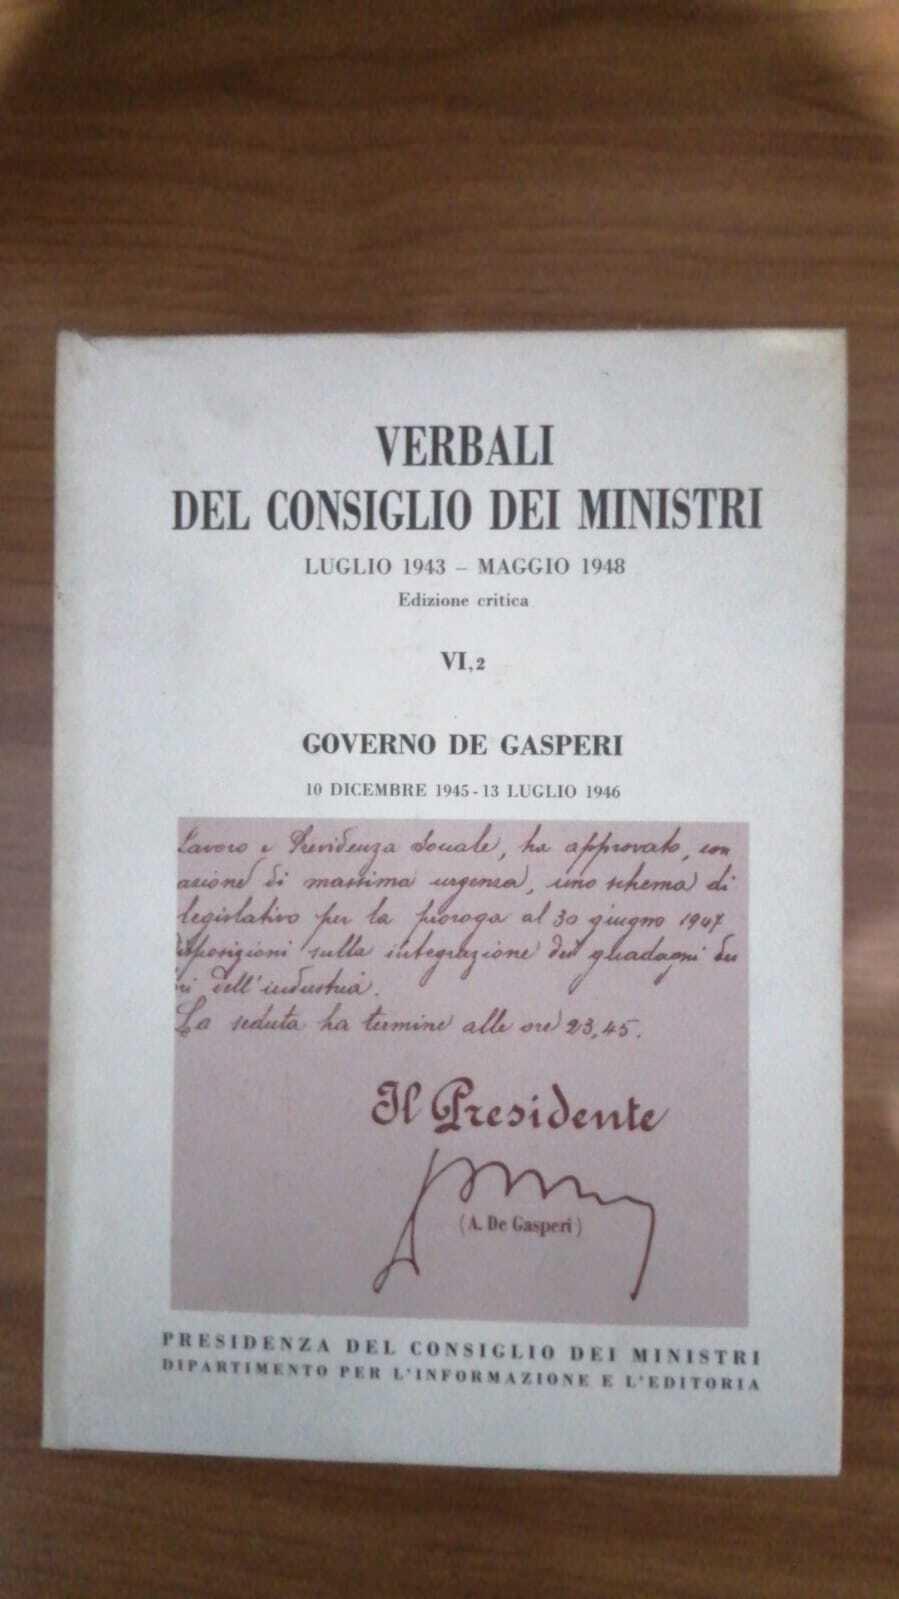 VERBALI
DEL CONSIGLIO DEI MINISTRI
LUGLIO 1943 – MAGGIO 1948
Edizione critica
VI,2
GOVERNO DE GASPERI
10 DICEMBRE 1945 - 13 LUGLIO 1946
Lavoro e Previdenza Sociale, ha approvato, con
azione di massima urgenza, uno schema di
legislativo per la proroga al 30 giugno 1947
disposizioni sulla integrazione dei guadagni dei
ri dell'industria.
La seduta ha termine alle ore 23,45.
Il Presidente
(A. De Gasperi)
PRESIDENZA DEL CONSIGLIO DEI MINISTRI
DIPARTIMENTO PER L'INFORMAZIONE E L'EDITORIA